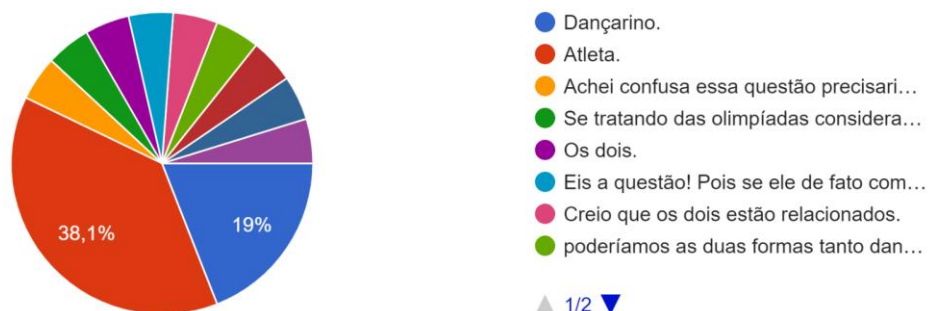 38,1%
19%
Dançarino.
Atleta.
Achei confusa essa questão precisari…
Se tratando das olimpíadas considera…
Os dois.
Eis a questão! Pois se ele de fato com…
Creio que os dois estão relacionados.
poderíamos as duas formas tanto dan…
1/2